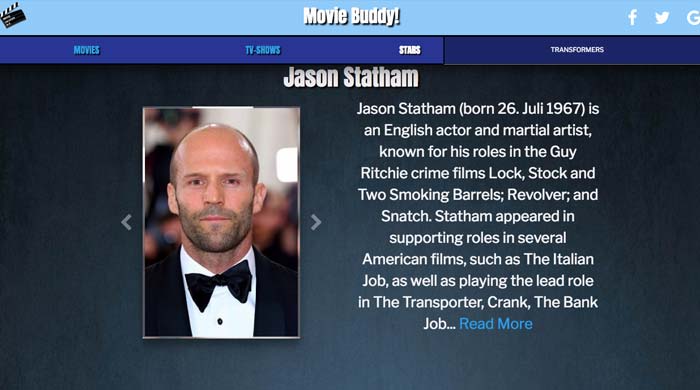 Movie Buddy!
MOVIES TV-SHOWS STARS TRANSFORMERS
Jason Statham
Jason Statham (born 26. Juli 1967) is
an English actor and martial artist,
known for his roles in the Guy
Ritchie crime films Lock, Stock and
Two Smoking Barrels; Revolver; and
Snatch. Statham appeared in
supporting roles in several
American films, such as The Italian
Job, as well as playing the lead role
in The Transporter, Crank, The Bank
Job... Read More